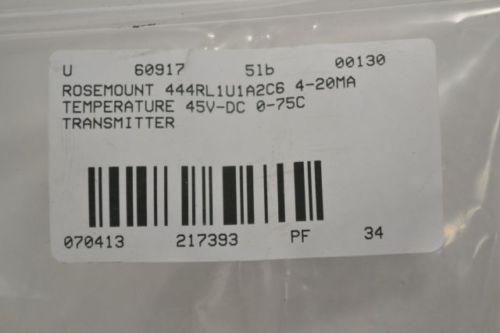 U 60917 51b 00130
ROSEMOUNT 444RL1U1A2C6 4-20MA
TEMPERATURE 45V-DC 0-75C
TRANSMITTER
070413 217393 PF 34